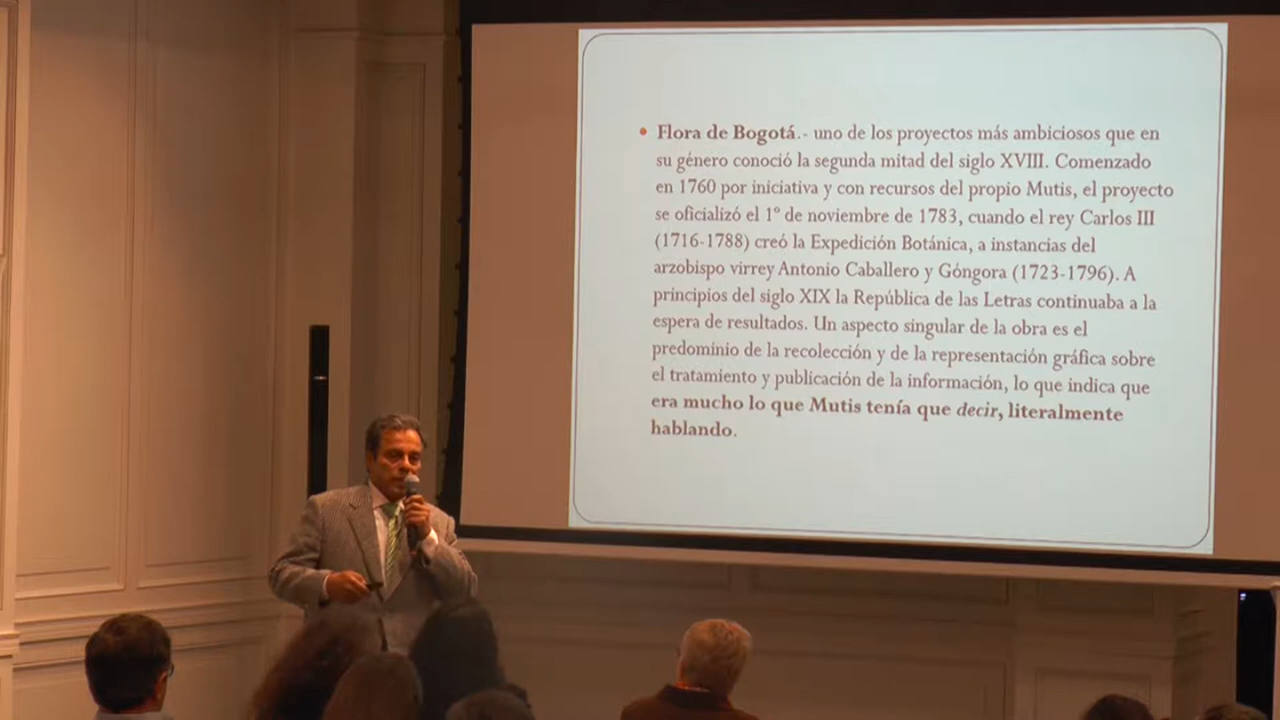 • Flora de Bogotá.- uno de los proyectos más ambiciosos que en
su género conoció la segunda mitad del siglo XVIII. Comenzado
en 1760 por iniciativa y con recursos del propio Mutis, el proyecto
se oficializó el 1º de noviembre de 1783, cuando el rey Carlos III
(1716-1788) creó la Expedición Botánica, a instancias del
arzobispo virrey Antonio Caballero y Góngora (1723-1796). A
principios del siglo XIX la República de las Letras continuaba a la
espera de resultados. Un aspecto singular de la obra es el
predominio de la recolección y de la representación gráfica sobre
el tratamiento y publicación de la información, lo que indica que
era mucho lo que Mutis tenía que decir, literalmente
hablando.